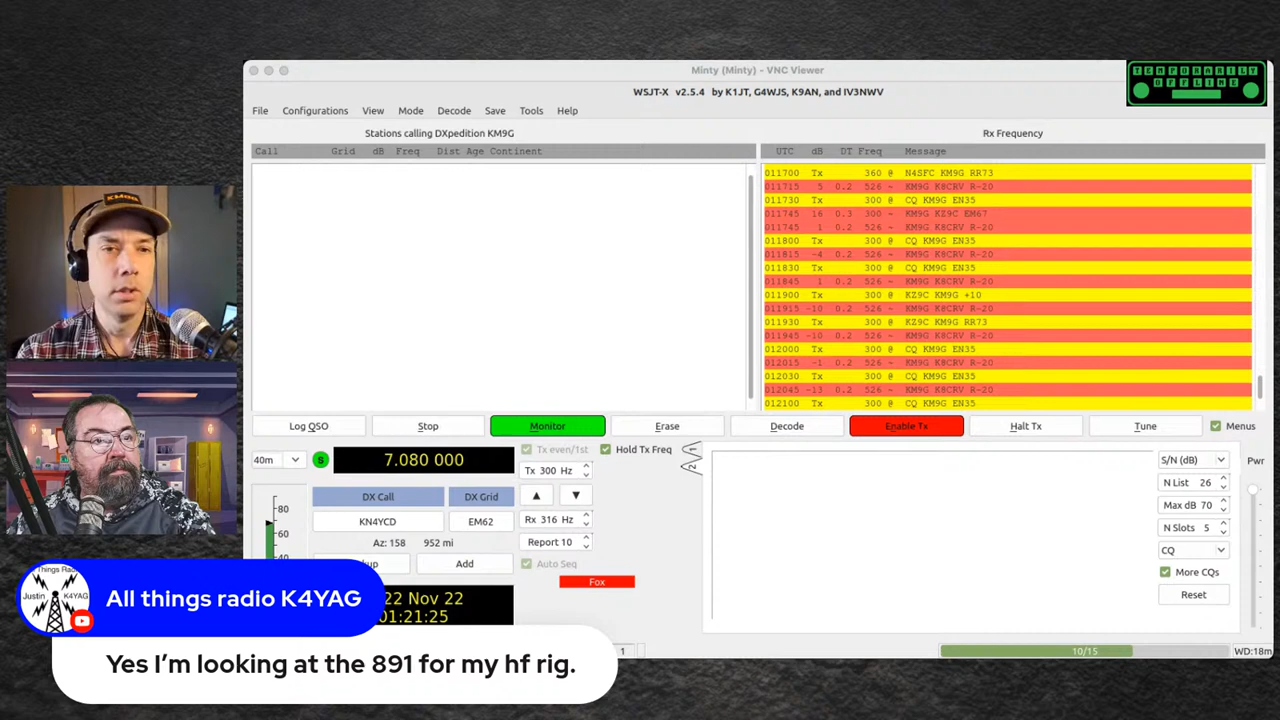 Minty (Minty) - VNC Viewer
TEMPORARILY
OFFLINE
WSJT-X v2.5.4 by K1JT, G4WJS, K9AN, and IV3NWV
File Configurations View Mode Decode Save Tools Help
Stations calling DXpedition KM9G
Call Grid dB Freq Dist Age Continent
Rx Frequency
UTC dB DT Freq Message
011700 Tx 360 @ N4SFC KM9G RR73
011715 5 0.2 526 ~ KM9G K8CRV R-20
011730 Tx 300 @ CQ KM9G EN35
011745 16 0.3 300 ~ KM9G KZ9C EM67
011745 1 0.2 526 ~ KM9G K8CRV R-20
011800 Tx 300 @ CQ KM9G EN35
011815 -4 0.2 526 ~ KM9G K8CRV R-20
011830 Tx 300 @ CQ KM9G EN35
011845 1 0.2 526 ~ KM9G K8CRV R-20
011900 Tx 300 @ KZ9C KM9G +10
011915 -10 0.2 526 ~ KM9G K8CRV R-20
011930 Tx 300 @ KZ9C KM9G RR73
011945 -10 0.2 526 ~ KM9G K8CRV R-20
012000 Tx 300 @ CQ KM9G EN35
012015 -1 0.2 526 ~ KM9G K8CRV R-20
012030 Tx 300 @ CQ KM9G EN35
012045 -13 0.2 526 ~ KM9G K8CRV R-20
012100 Tx 300 @ CQ KM9G EN35
KM9G
Log QSO Stop Monitor Erase Decode Enable Tx Halt Tx Tune Menus
40m S 7.080 000
Tx even/1st Hold Tx Freq
Tx 300 Hz
DX Call DX Grid
KN4YCD EM62
Az: 158 952 mi
Add
Rx 316 Hz
Report 10
Auto Seq
Fox
80
60
40
22 Nov 22
01:21:25
1
2
S/N (dB)
N List 26
Max dB 70
N Slots 5
CQ
More CQs
Reset
Pwr
1
10/15
WD:18m
Things Radio
Justin K4YAG
All things radio K4YAG
Yes I'm looking at the 891 for my hf rig.